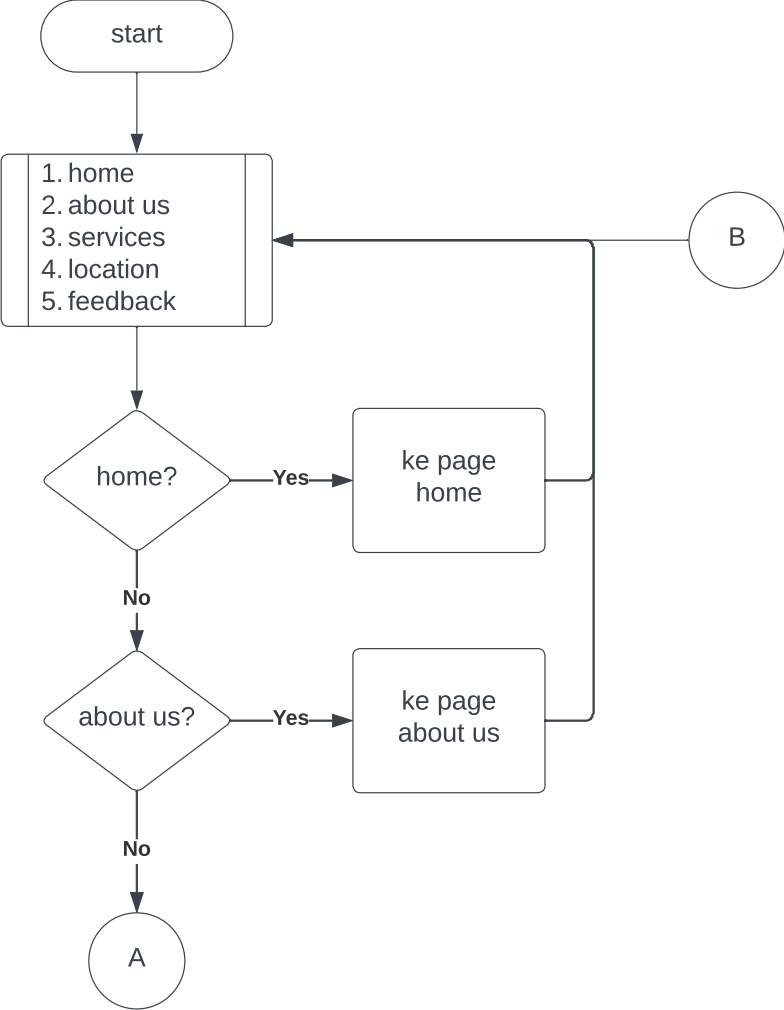 start
1. home
2. about us
3. services
4. location
5. feedback
B
home?
Yes
ke page
home
No
about us?
Yes
ke page
about us
No
A